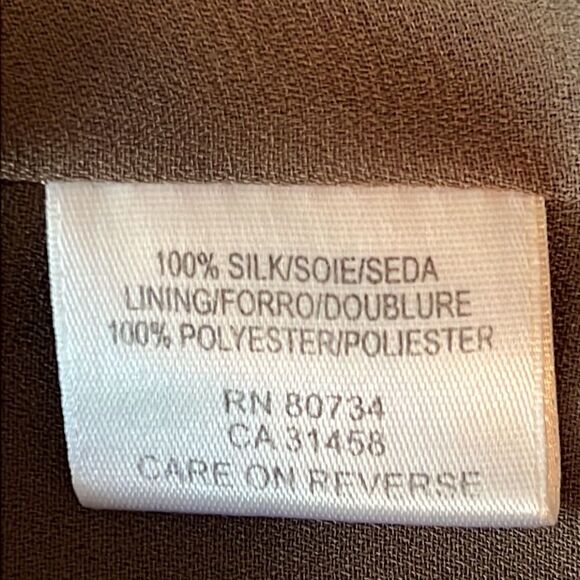 100% SILK/SOIE/SEDA
LINING/FORRO/DOUBLURE
100% POLYESTER/POLIESTER
RN 80734
CA 31458
CARE ON REVERSE